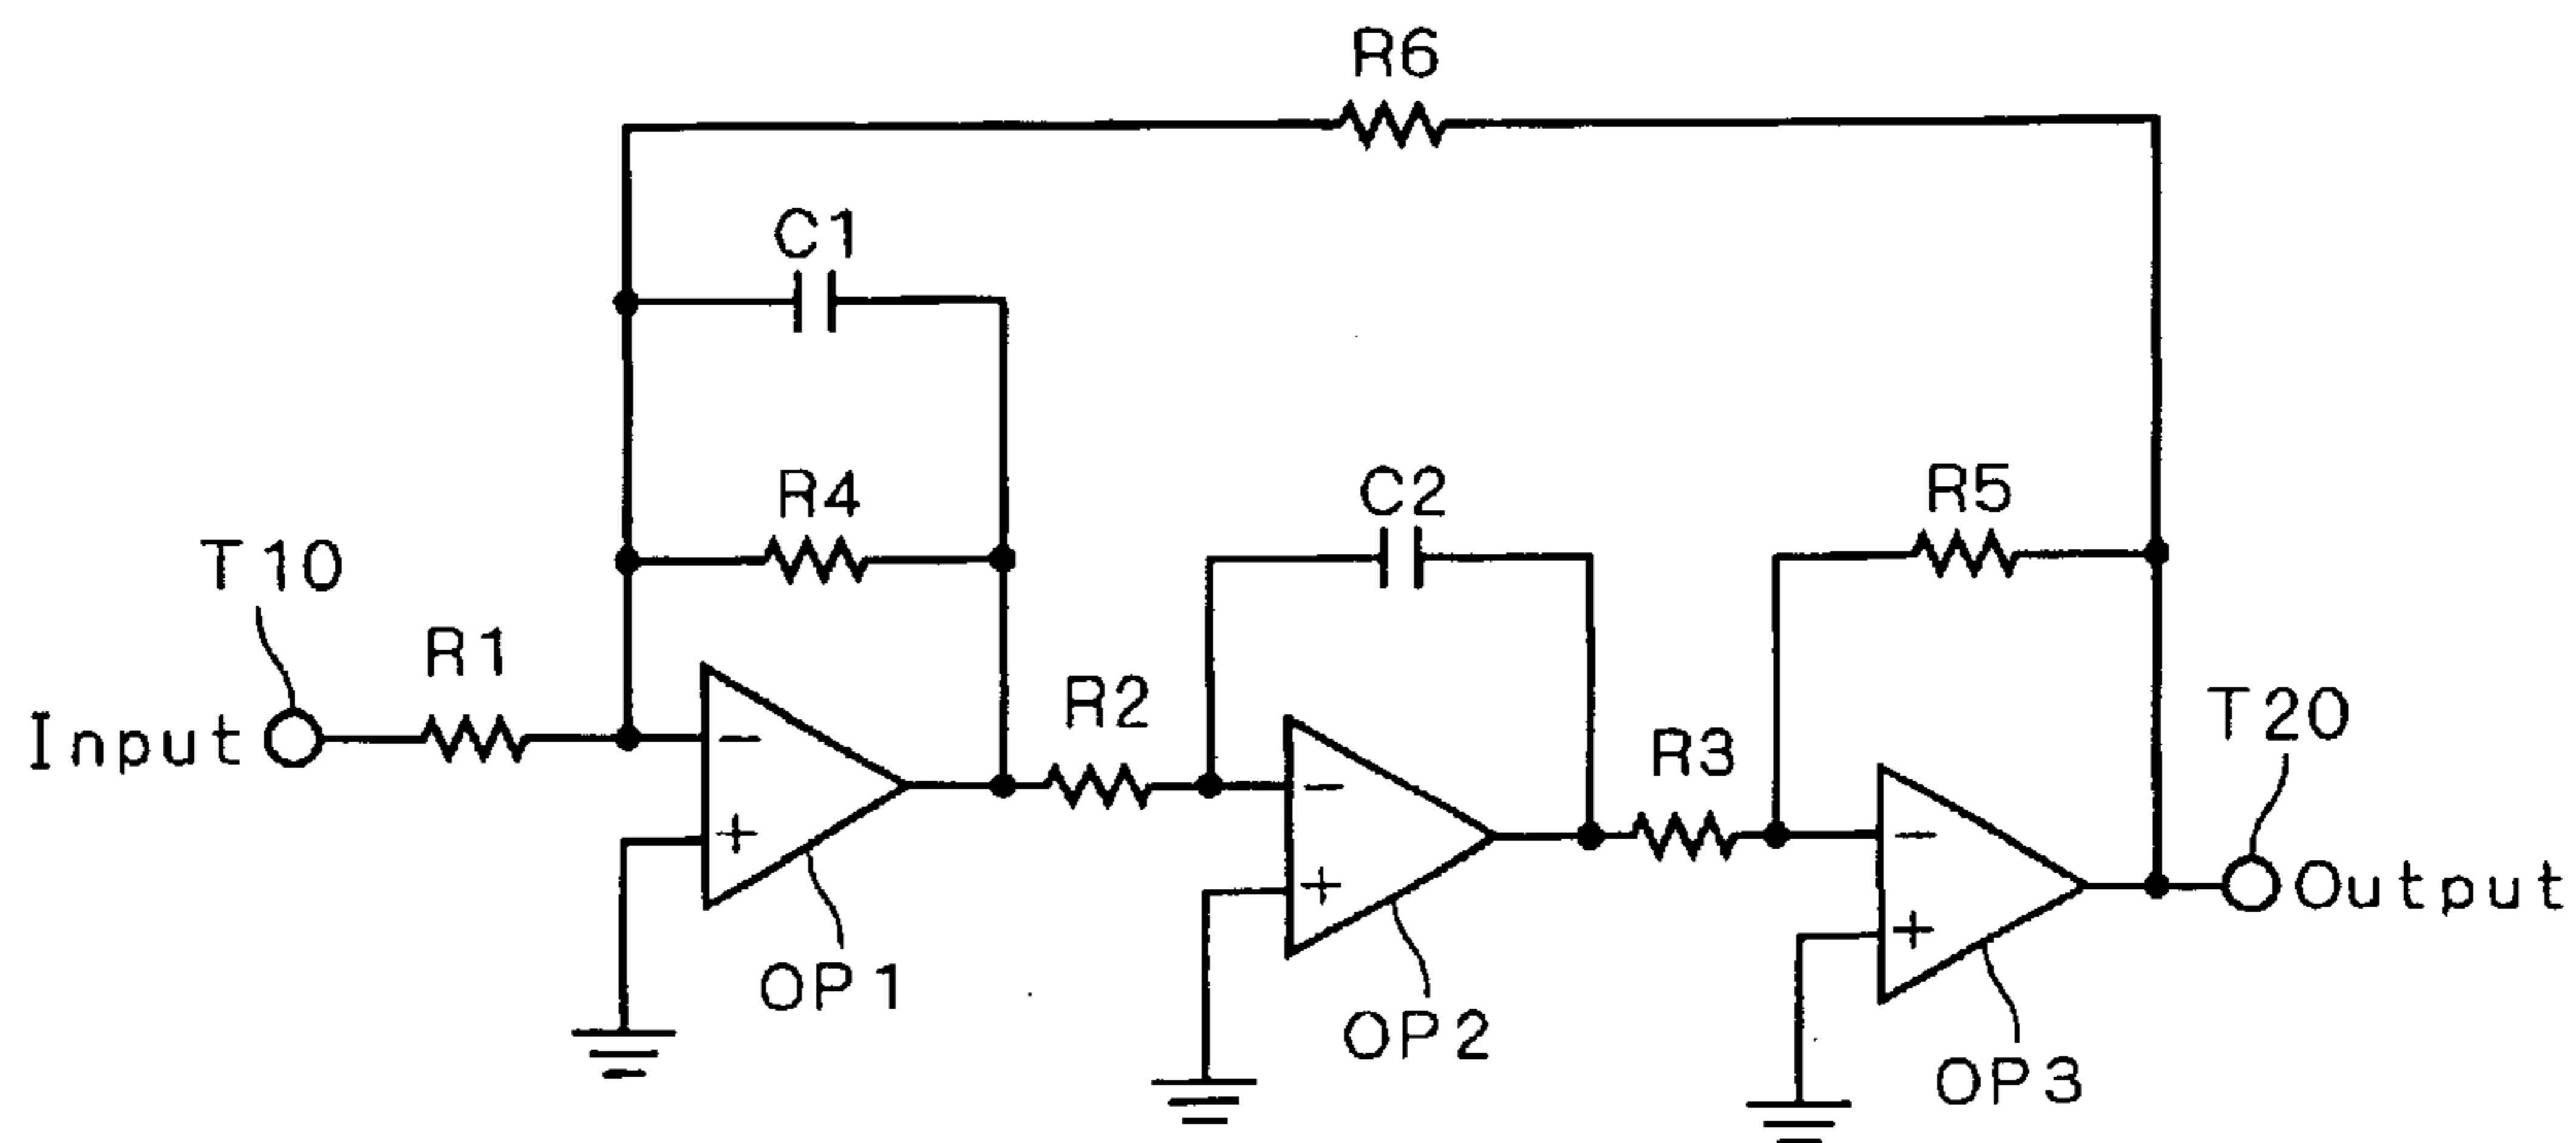 R6
C1
R4
C2
R5
T10
R1
R2
R3
T20
Input
-
+
-
+
-
+
Output
OP1
OP2
OP3